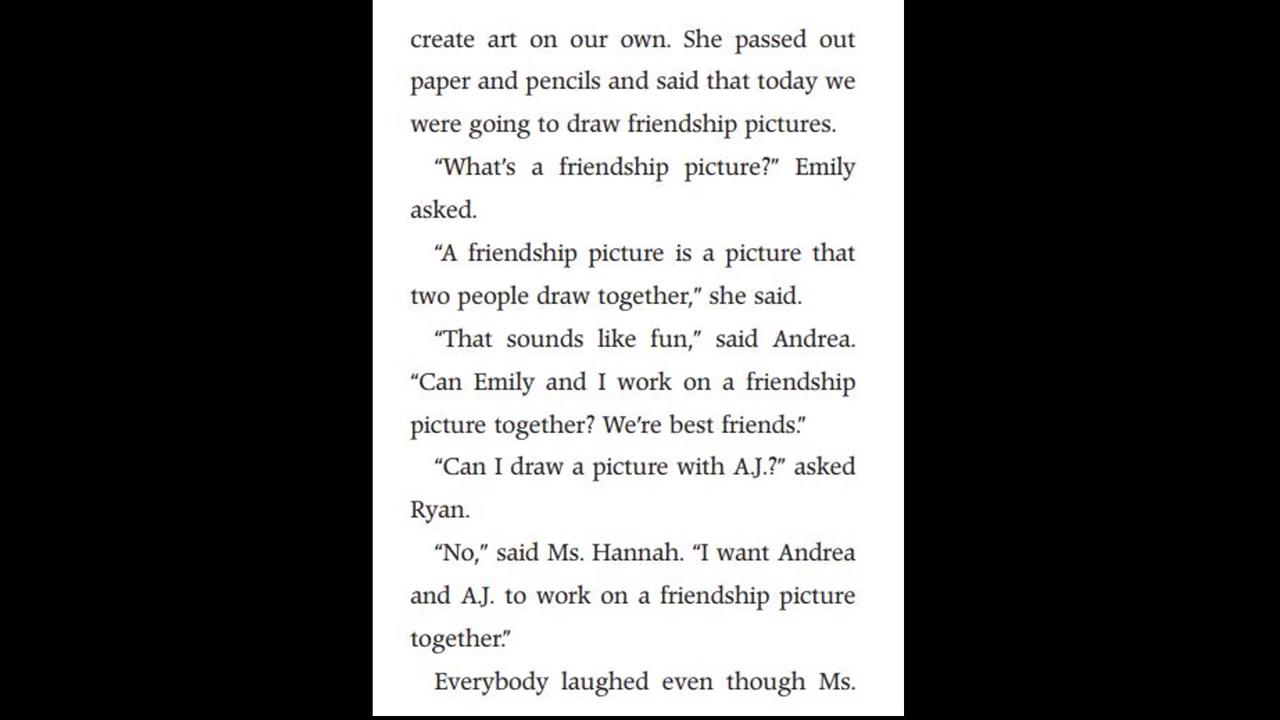 create art on our own. She passed out
paper and pencils and said that today we
were going to draw friendship pictures.
“What’s a friendship picture?” Emily
asked.
“A friendship picture is a picture that
two people draw together,” she said.
“That sounds like fun,” said Andrea.
“Can Emily and I work on a friendship
picture together? We’re best friends.”
“Can I draw a picture with A.J.?” asked
Ryan.
“No,” said Ms. Hannah. “I want Andrea
and A.J. to work on a friendship picture
together.”
Everybody laughed even though Ms.